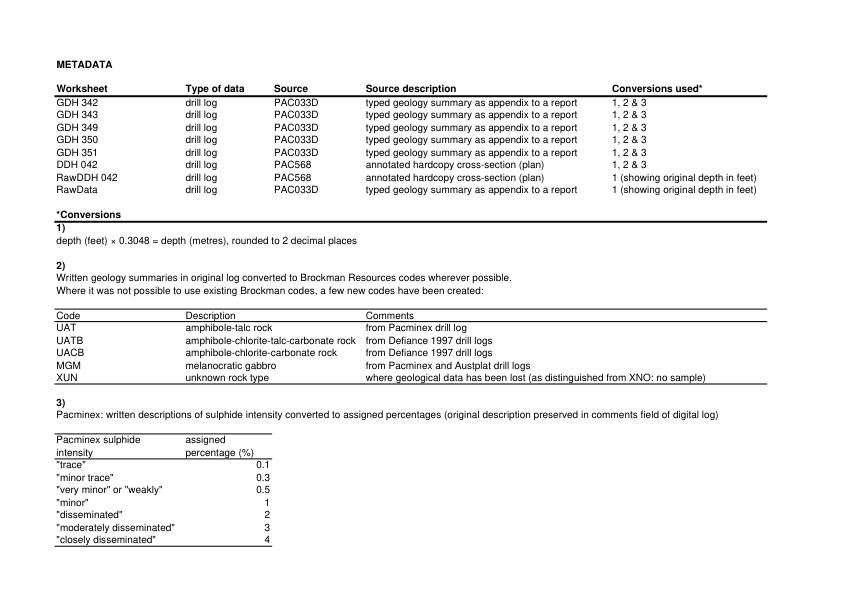 METADATA
Worksheet Type of data Source Source description Conversions used*
GDH 342 drill log PAC033D typed geology summary as appendix to a report 1, 2 & 3
GDH 343 drill log PAC033D typed geology summary as appendix to a report 1, 2 & 3
GDH 349 drill log PAC033D typed geology summary as appendix to a report 1, 2 & 3
GDH 350 drill log PAC033D typed geology summary as appendix to a report 1, 2 & 3
GDH 351 drill log PAC033D typed geology summary as appendix to a report 1, 2 & 3
DDH 042 drill log PAC568 annotated hardcopy cross-section (plan) 1, 2 & 3
RawDDH 042 drill log PAC568 annotated hardcopy cross-section (plan) 1 (showing original depth in feet)
RawData drill log PAC033D typed geology summary as appendix to a report 1 (showing original depth in feet)
*Conversions
1)
depth (feet) × 0.3048 = depth (metres), rounded to 2 decimal places
2)
Written geology summaries in original log converted to Brockman Resources codes wherever possible.
Where it was not possible to use existing Brockman codes, a few new codes have been created:
Code Description Comments
UAT amphibole-talc rock from Pacminex drill log
UATB amphibole-chlorite-talc-carbonate rock from Defiance 1997 drill logs
UACB amphibole-chlorite-carbonate rock from Defiance 1997 drill logs
MGM melanocratic gabbro from Pacminex and Austplat drill logs
XUN unknown rock type where geological data has been lost (as distinguished from XNO: no sample)
3)
Pacminex: written descriptions of sulphide intensity converted to assigned percentages (original description preserved in comments field of digital log)
Pacminex sulphide assigned
intensity percentage (%)
"trace" 0.1
"minor trace" 0.3
"very minor" or "weakly" 0.5
"minor" 1
"disseminated" 2
"moderately disseminated" 3
"closely disseminated" 4